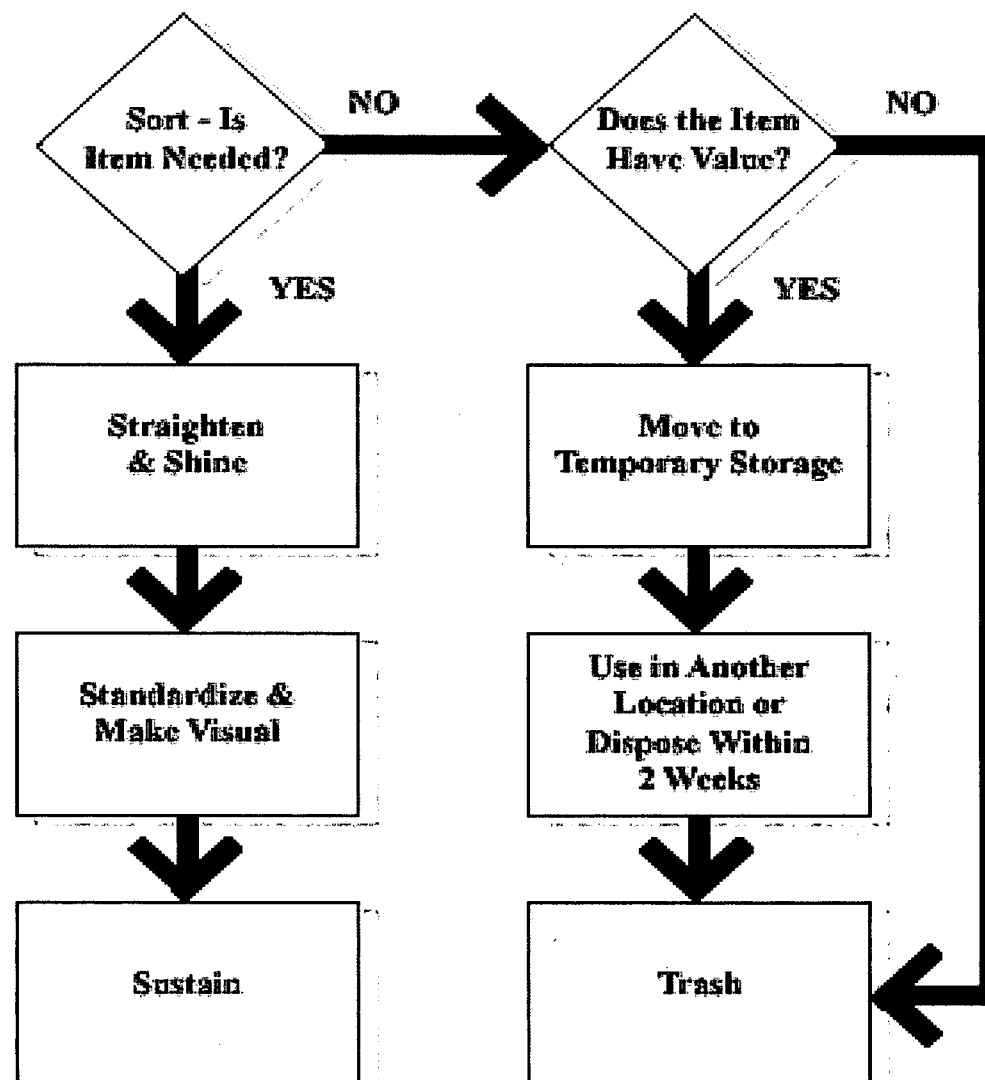 Sort - Is
Item Needed?
NO
Does the Item
Have Value?
NO
YES
YES
Straighten
& Shine
Move to
Temporary Storage
Standardize &
Make Visual
Use in Another
Location or
Dispose Within
2 Weeks
Sustain
Trash